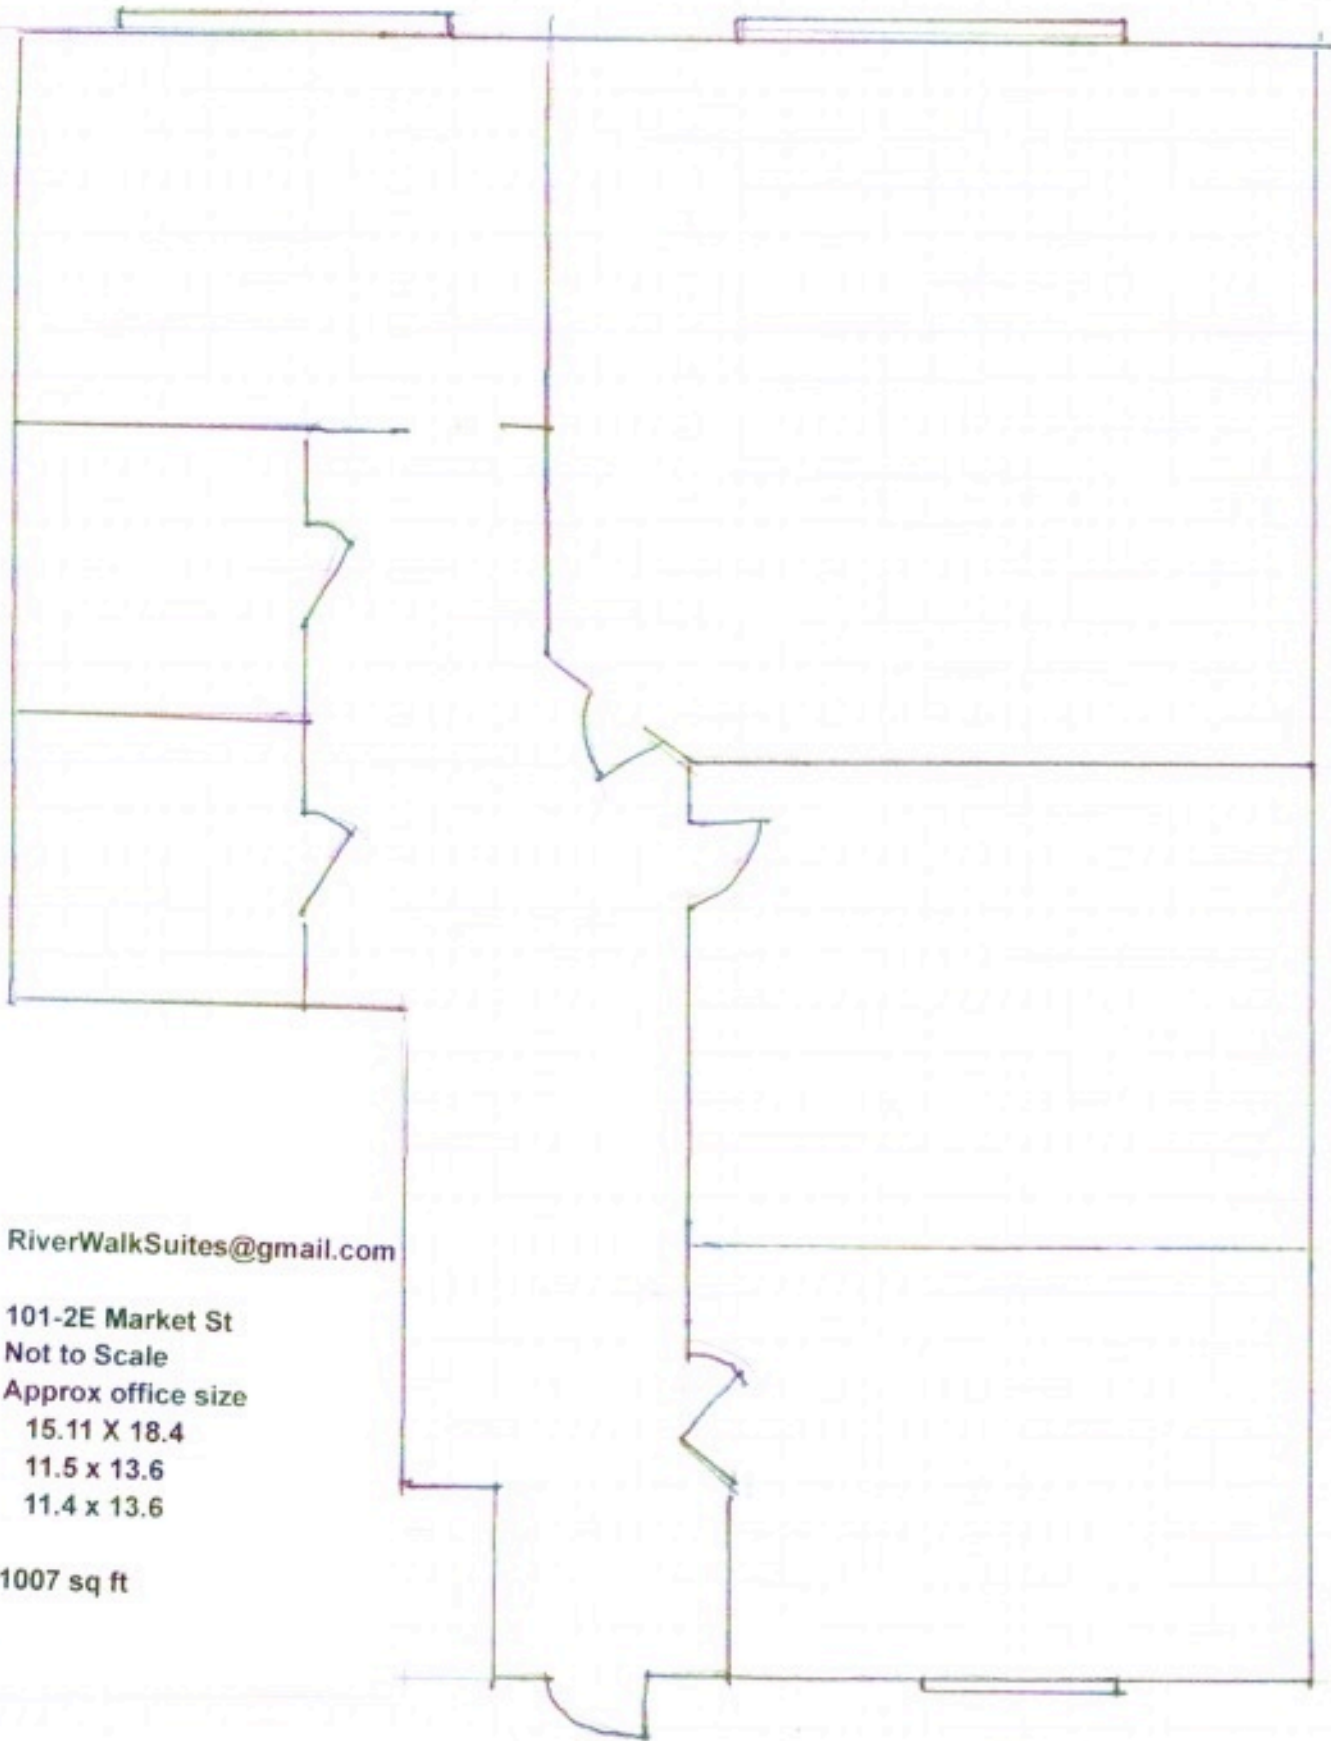 RiverWalkSuites@gmail.com
101-2E Market St
Not to Scale
Approx office size
15.11 X 18.4
11.5 x 13.6
11.4 x 13.6
1007 sq ft